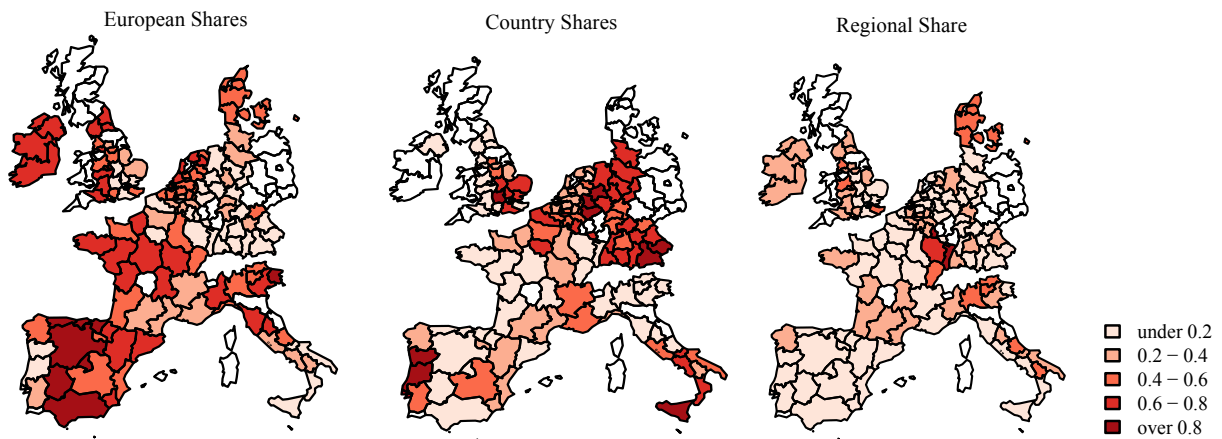 European Shares
Country Shares
Regional Share
under 0.2
0.2 − 0.4
0.4 − 0.6
0.6 − 0.8
over 0.8